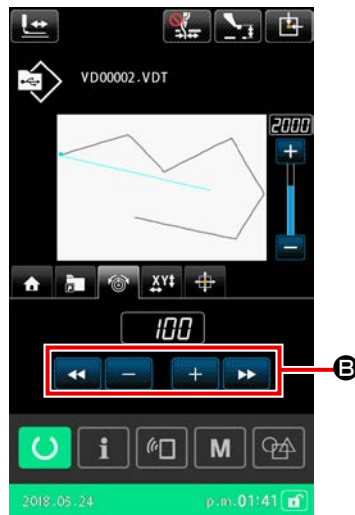 VD00002.VDT
2000
+
−
100
− +
B
i M
2018.05.24 p.m.01:41